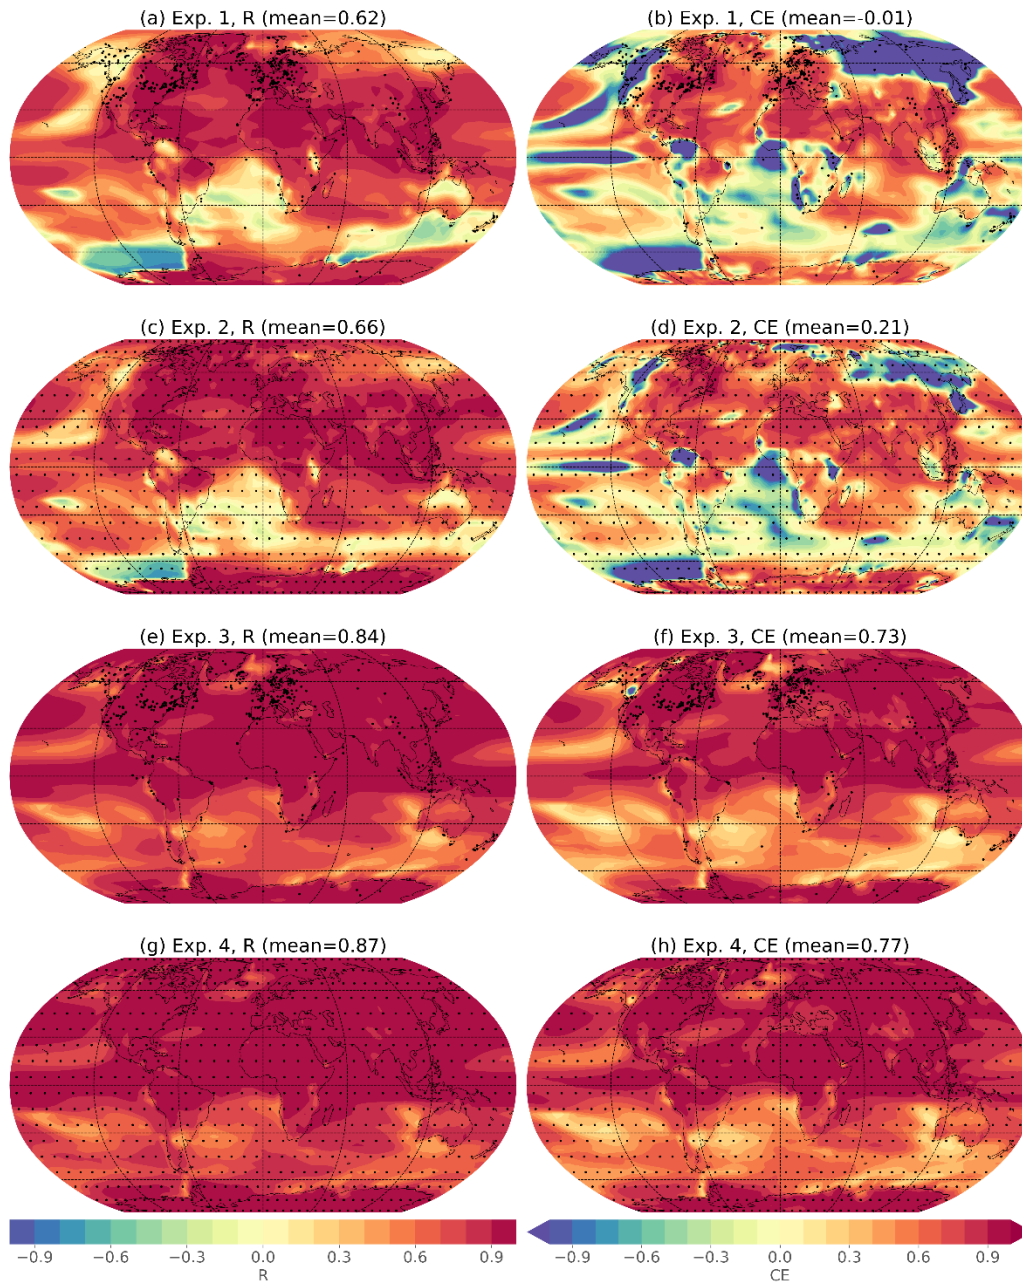 (a) Exp. 1, R (mean=0.62)
(b) Exp. 1, CE (mean=-0.01)
(c) Exp. 2, R (mean=0.66)
(d) Exp. 2, CE (mean=0.21)
(e) Exp. 3, R (mean=0.84)
(f) Exp. 3, CE (mean=0.73)
(g) Exp. 4, R (mean=0.87)
(h) Exp. 4, CE (mean=0.77)
−0.9 −0.6 −0.3 0.0 0.3 0.6 0.9
R
−0.9 −0.6 −0.3 0.0 0.3 0.6 0.9
CE